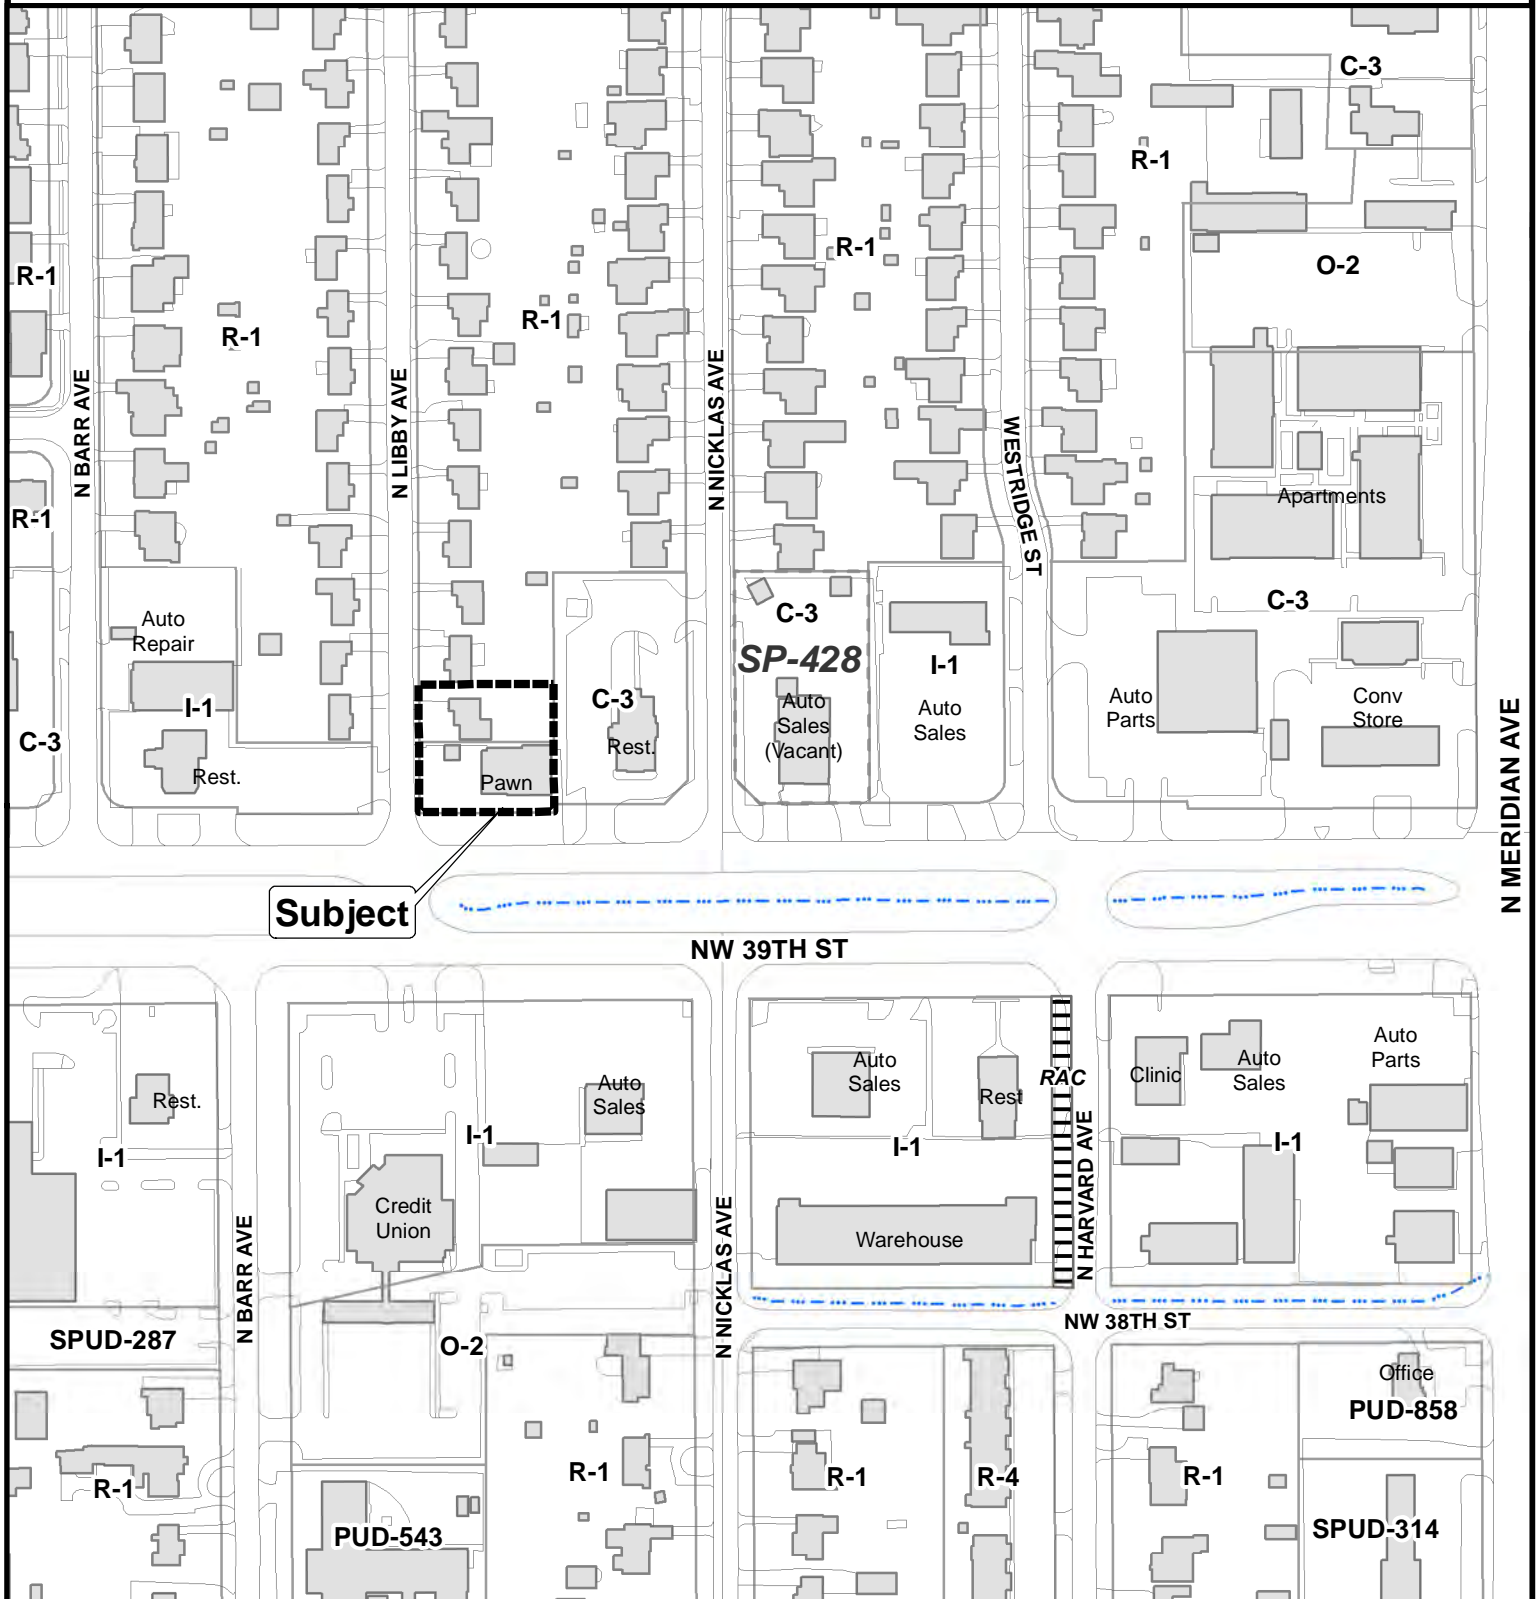 C-3
R-1
R-1
O-2
R-1
R-1
R-1
N BARR AVE
N LIBBY AVE
N NICKLAS AVE
WESTRIDGE ST
Apartments
R-1
C-3
C-3
Auto
Repair
SP-428
I-1
C-3
I-1
Auto
Sales
(Vacant)
Auto
Sales
Auto
Parts
Conv
Store
C-3
Rest.
Rest.
Pawn
N MERIDIAN AVE
Subject
NW 39TH ST
Auto
Sales
Rest
RAC
Clinic
Auto
Sales
Auto
Parts
Rest.
Auto
Sales
I-1
I-1
I-1
I-1
N HARVARD AVE
Credit
Union
Warehouse
N BARR AVE
N NICKLAS AVE
NW 38TH ST
SPUD-287
O-2
Office
PUD-858
R-1
R-1
R-1
R-4
R-1
PUD-543
SPUD-314